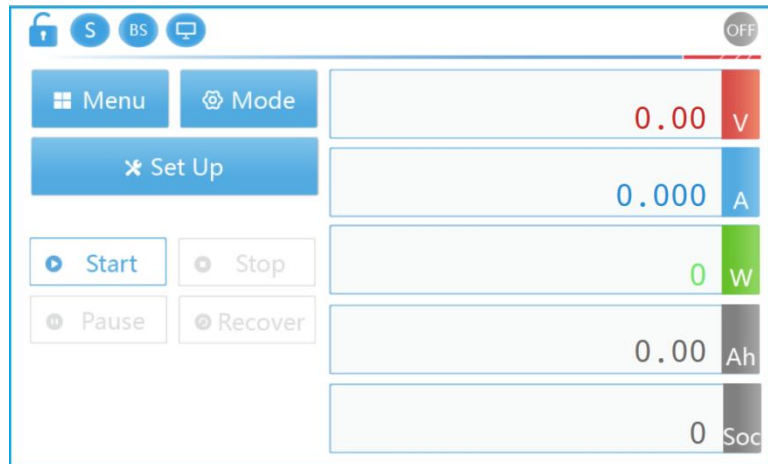 S BS OFF
Menu Mode
0.00 V
Set Up
0.000 A
Start Stop
0 W
Pause Recover
0.00 Ah
0 Soc